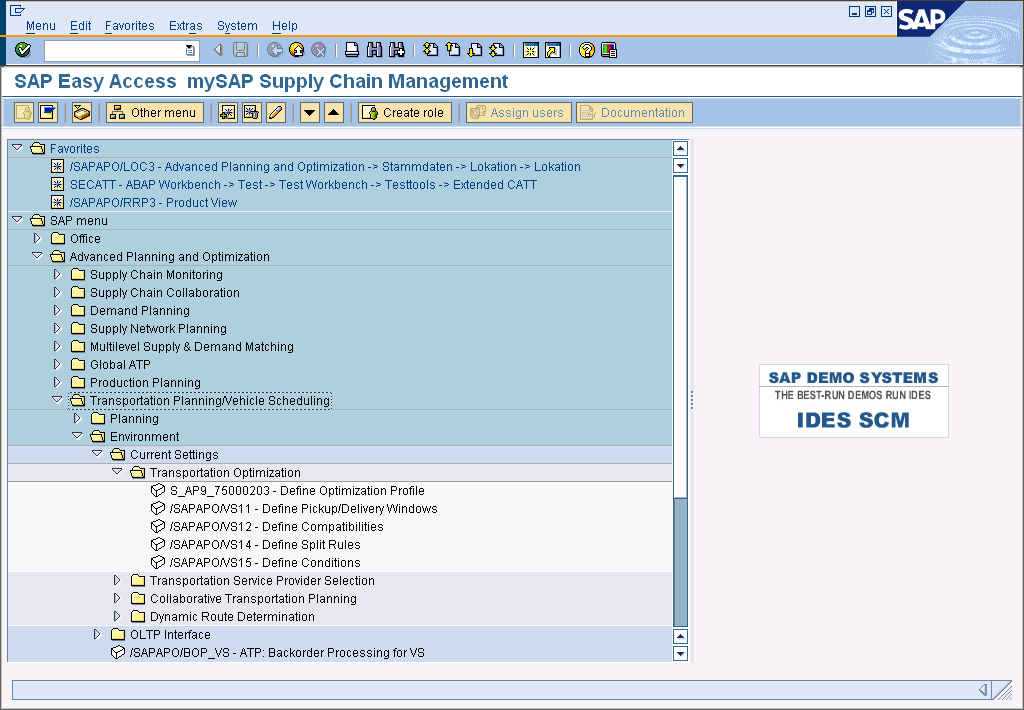 Menu Edit Favorites Extras System Help
SAP
SAP Easy Access mySAP Supply Chain Management
Other menu Create role Assign users Documentation
Favorites
/SAPAPO/LOC3 - Advanced Planning and Optimization -> Stammdaten -> Lokation -> Lokation
SECATT - ABAP Workbench -> Test -> Test Workbench -> Testtools -> Extended CATT
/SAPAPO/RRP3 - Product View
SAP menu
Office
Advanced Planning and Optimization
Supply Chain Monitoring
Supply Chain Collaboration
Demand Planning
Supply Network Planning
Multilevel Supply & Demand Matching
Global ATP
Production Planning
Transportation Planning/Vehicle Scheduling
Planning
Environment
Current Settings
Transportation Optimization
S_AP9_75000203 - Define Optimization Profile
/SAPAPO/VS11 - Define Pickup/Delivery Windows
/SAPAPO/VS12 - Define Compatibilities
/SAPAPO/VS14 - Define Split Rules
/SAPAPO/VS15 - Define Conditions
Transportation Service Provider Selection
Collaborative Transportation Planning
Dynamic Route Determination
OLTP Interface
/SAPAPO/BOP_VS - ATP: Backorder Processing for VS
SAP DEMO SYSTEMS
THE BEST-RUN DEMOS RUN IDES
IDES SCM